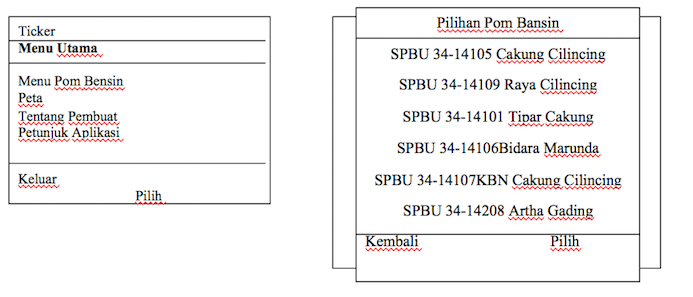 Ticker
Menu Utama
Menu Pom Bensin
Peta
Tentang Pembuat
Petunjuk Aplikasi
Keluar
Pilih
Pilihan Pom Bansin
SPBU 34-14105 Cakung Cilincing
SPBU 34-14109 Raya Cilincing
SPBU 34-14101 Tipar Cakung
SPBU 34-14106Bidara Marunda
SPBU 34-14107KBN Cakung Cilincing
SPBU 34-14208 Artha Gading
Kembali Pilih